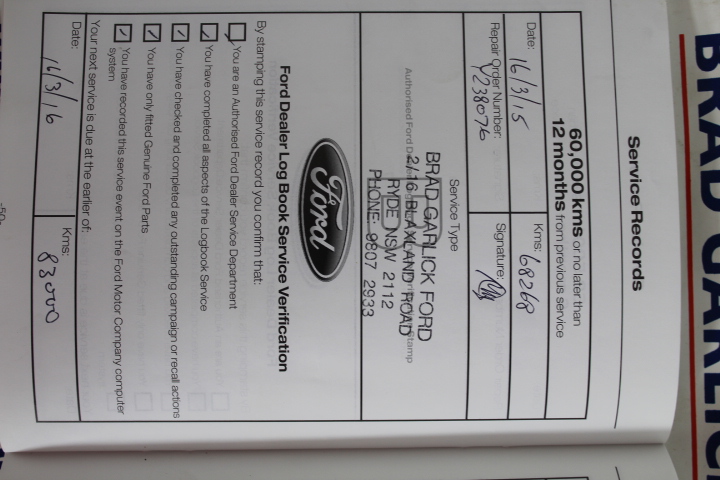 BRAD GARLICK
Service Records
60,000 kms or no later than
12 months from previous service
Date: 16/3/15
Kms: 68268
Repair Order Number:
Y238076
Signature:
Service Type
Authorised Ford Stamp
BRAD GARLICK FORD
2/16 BLAXLAND ROAD
RYDE NSW 2112
PHONE: 9807 2933
Ford
Ford Dealer Log Book Service Verification
By stamping this service record you confirm that:
You are an Authorised Ford Dealer Service Department
You have completed all aspects of the Logbook Service
You have checked and completed any outstanding campaign or recall actions
You have only fitted Genuine Ford Parts
You have recorded this service event on the Ford Motor Company computer
system
Your next service is due at the earlier of:
Date: 16/3/16
Kms: 83000